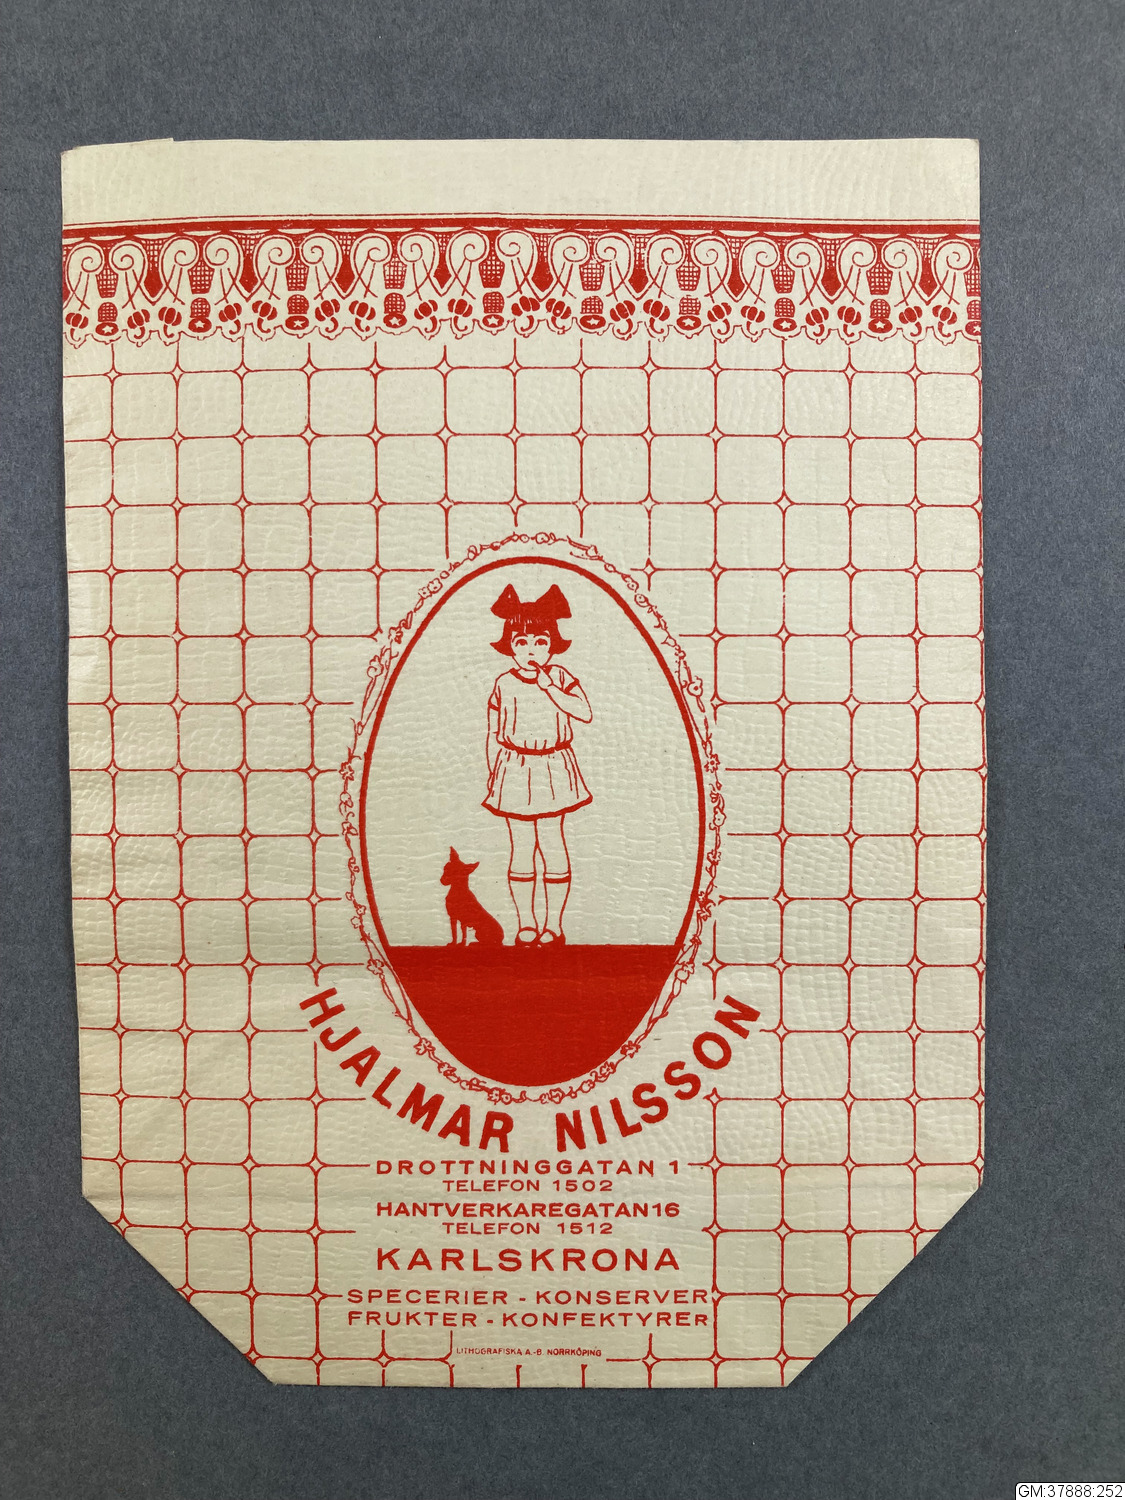 HJALMAR NILSSON
DROTTNINGGATAN 1
TELEFON 1502
HANTVERKAREGATAN 16
TELEFON 1512
KARLSKRONA
SPECERIER - KONSERVER
FRUKTER - KONFEKTYRER
LITHOGRAFISKA A.-B. NORRKÖPING
GM:37888:252